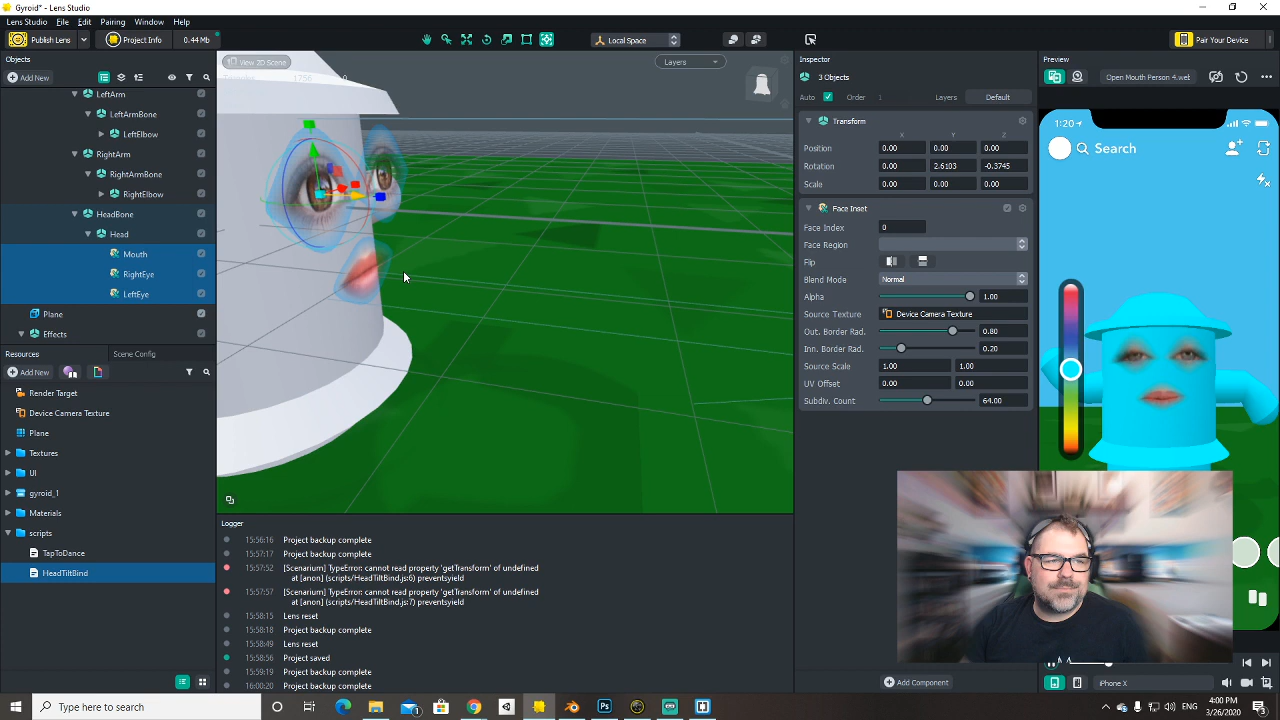 Gyroid* - Lens Studio
Lens Studio File Edit Pairing Window Help
Publish Lens Project Info 0.44 Mb Local Space Pair Your Device
Objects
Add New
LeftArm
LeftArmBone
LeftElbow
RightArm
RightArmBone
RightElbow
HeadBone
Head
Mouth
RightEye
LeftEye
Plane
Effects
Resources Scene Config
Add New
Render Target
Device Camera Texture
Plane
Textures
UI
gyroid_1
Materials
scripts
TapToDance
HeadTiltBind
View 2D Scene
Triangles 1756
Layers
Logger
15:56:16 Project backup complete
15:57:17 Project backup complete
15:57:52 [Scenarium] TypeError: cannot read property 'getTransform' of undefined
at [anon] (scripts/HeadTiltBind.js:6) preventsyield
15:57:57 [Scenarium] TypeError: cannot read property 'getTransform' of undefined
at [anon] (scripts/HeadTiltBind.js:7) preventsyield
15:58:15 Lens reset
15:58:18 Project backup complete
15:58:49 Lens reset
15:58:56 Project saved
15:59:19 Project backup complete
16:00:20 Project backup complete
Inspector
3 Objects
Auto Order 1 Layers Default
Transform
X Y Z
Position 0.00 0.00 0.00
Rotation 0.00 2.6103 -0.3745
Scale 0.00 0.00 0.00
Face Inset
Face Index 0
Face Region
Flip
Blend Mode Normal
Alpha 1.00
Source Texture Device Camera Texture
Out. Border Rad. 0.80
Inn. Border Rad. 0.20
Source Scale 1.00 1.00
UV Offset 0.00 0.00
Subdiv. Count 64.00
Add Component
Preview
Open Mouth Person 4.web
1:20
Search
iPhone X
Type here to search
ENG
4:00 PM
3/26/2020